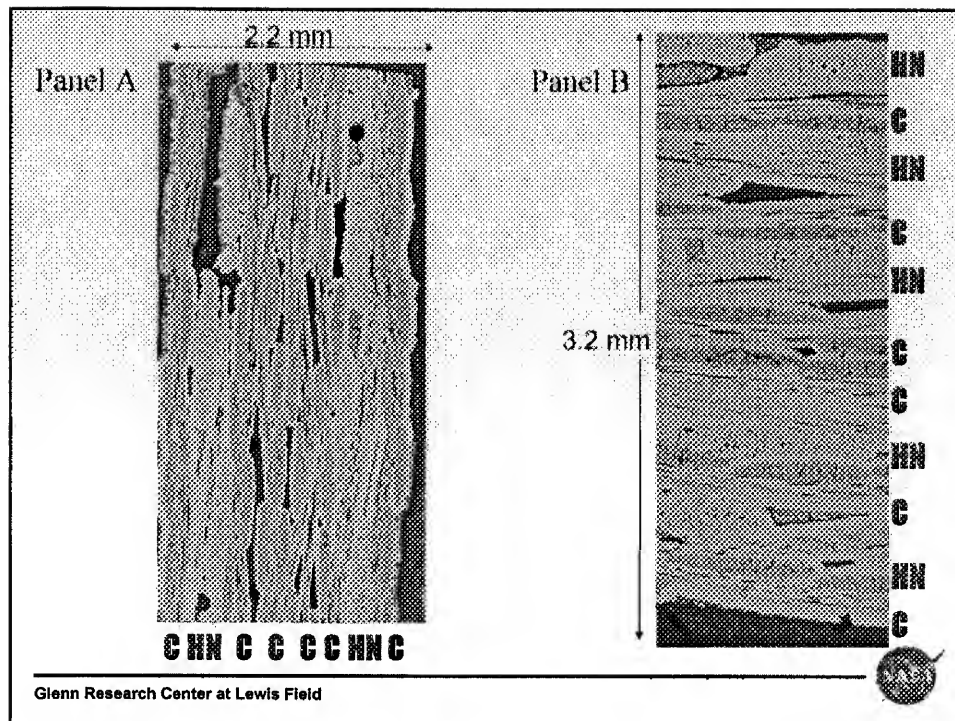 2.2 mm
Panel A
Panel B
HN
C
HN
C
HN
3.2 mm
C
C
HN
C
HN
C
C HN C C C C HN C
Glenn Research Center at Lewis Field
NASA